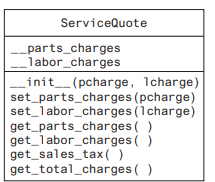 ServiceQuote
__parts_charges
__labor_charges
__init__(pcharge, lcharge)
set_parts_charges(pcharge)
set_labor_charges(lcharge)
get_parts_charges( )
get_labor_charges( )
get_sales_tax( )
get_total_charges( )